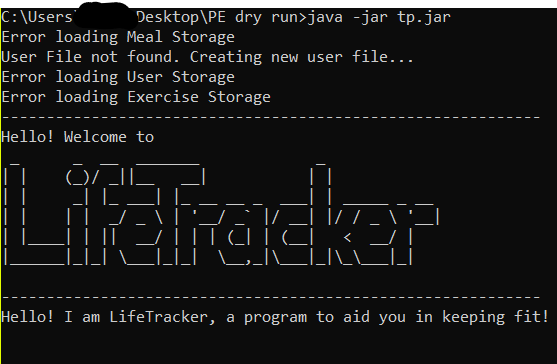 C:\Users\ Desktop\PE dry run>java -jar tp.jar
Error loading Meal Storage
User File not found. Creating new user file...
Error loading User Storage
Error loading Exercise Storage
------------------------------------------------------------
Hello! Welcome to
LifeTracker
------------------------------------------------------------
Hello! I am LifeTracker, a program to aid you in keeping fit!